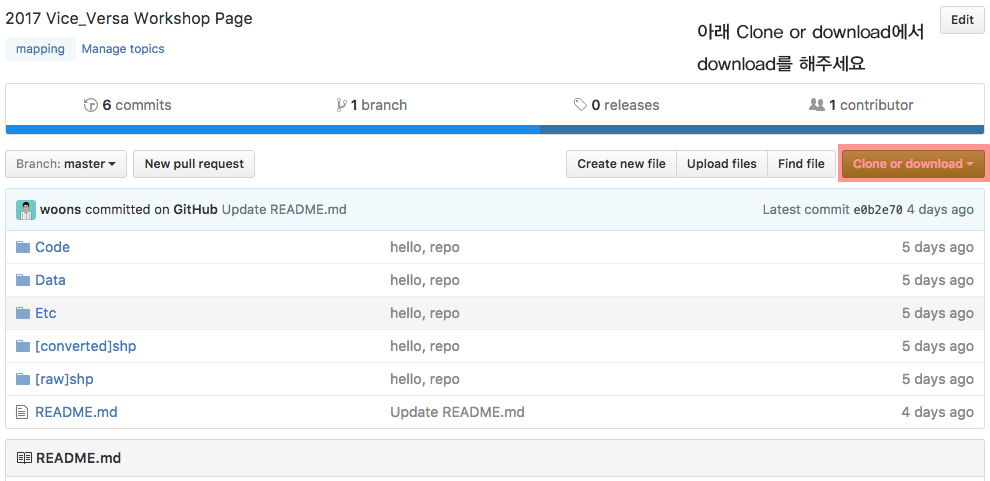 2017 Vice_Versa Workshop Page
Edit
아래 Clone or download에서
download를 해주세요
mapping Manage topics
6 commits 1 branch 0 releases 1 contributor
Branch: master New pull request Create new file Upload files Find file Clone or download
woons committed on GitHub Update README.md Latest commit e0b2e70 4 days ago
Code hello, repo 5 days ago
Data hello, repo 5 days ago
Etc hello, repo 5 days ago
[converted]shp hello, repo 5 days ago
[raw]shp hello, repo 5 days ago
README.md Update README.md 4 days ago
README.md